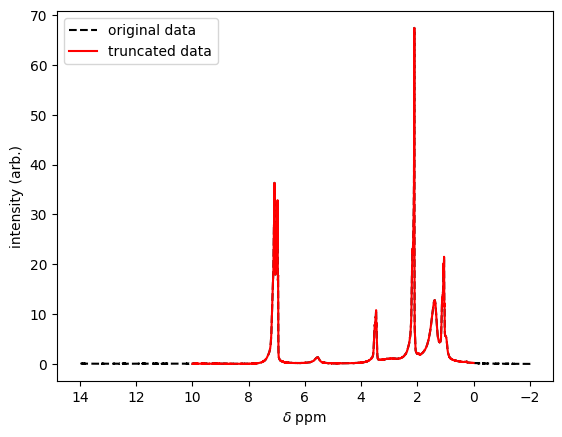 original data
truncated data
70
60
50
40
30
20
10
0
intensity (arb.)
14 12 10 8 6 4 2 0 −2
δ ppm